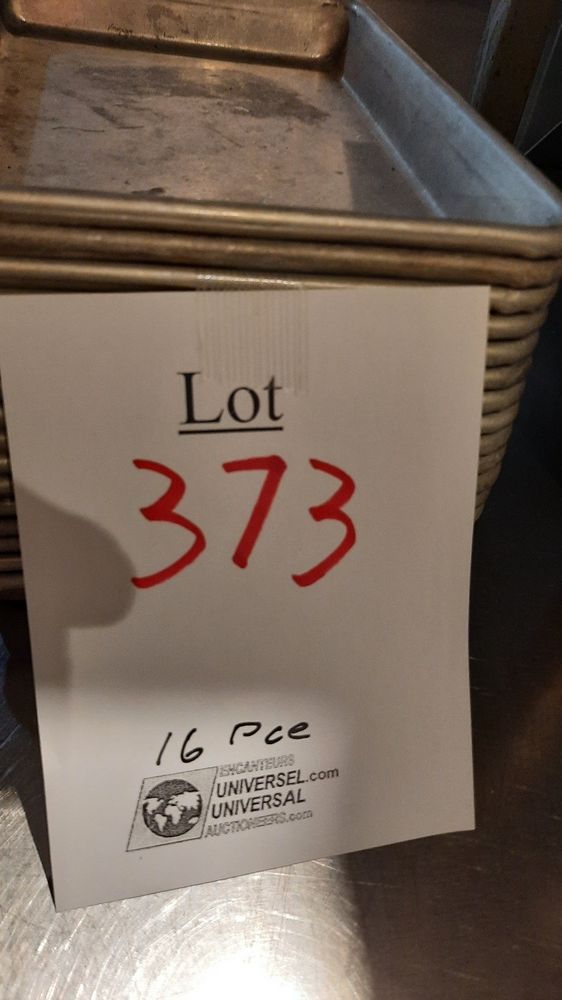 Lot
373
16 Pce
ENCANTEURS
UNIVERSEL.com
UNIVERSAL
AUCTIONEERS.com